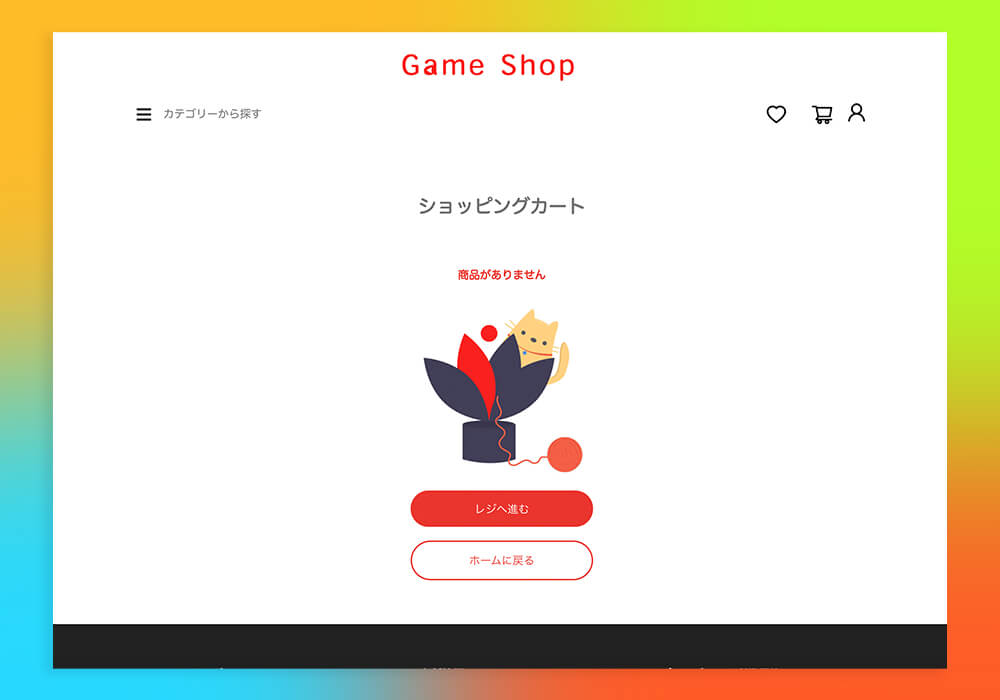 Game Shop
カテゴリーから探す
ショッピングカート
商品がありません
レジへ進む
ホームに戻る